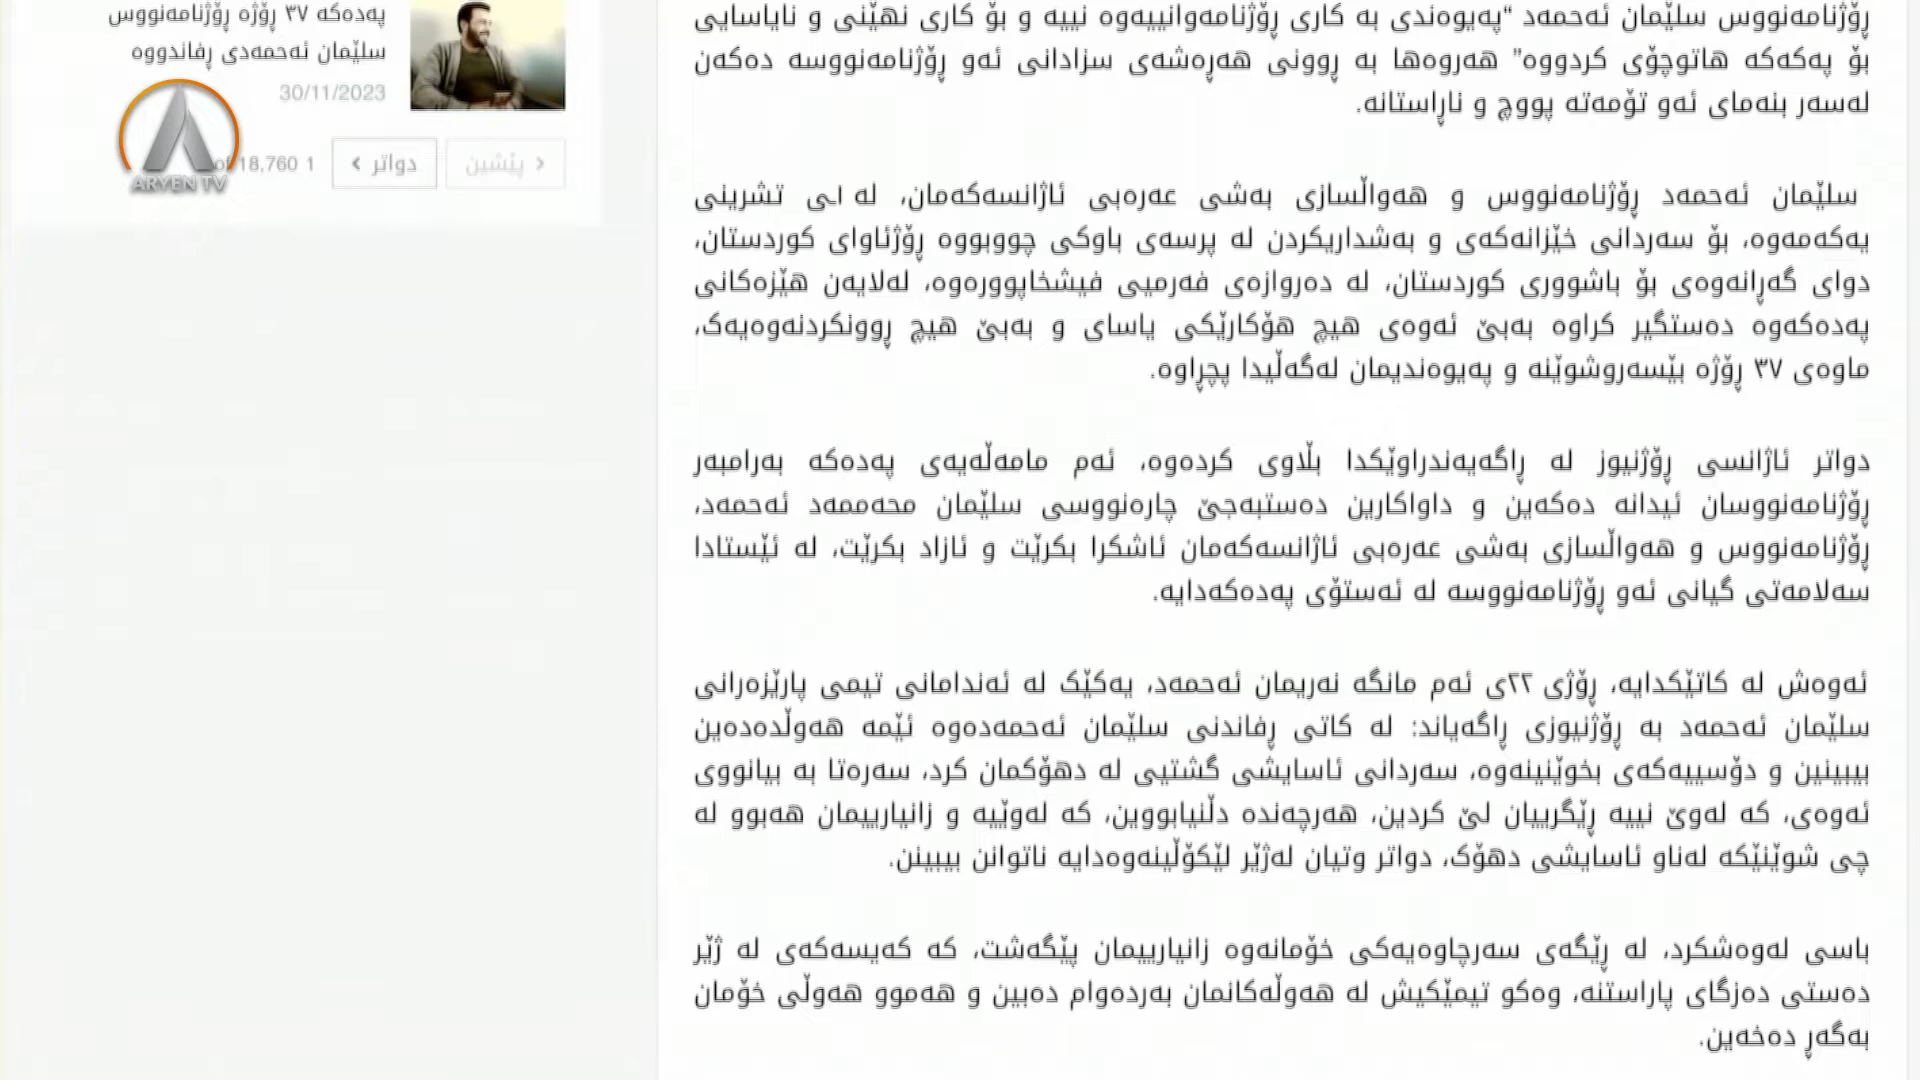 پەدەکە ٣٧ ڕۆژە ڕۆژنامەنووس
سلێمان ئەحمەدی ڕفاندووە
30/11/2023
ARYEN TV
of 18,760 1
دواتر
پێشین
ڕۆژنامەنووس سلێمان ئەحمەد “پەیوەندی بە کاری ڕۆژنامەوانییەوە نییە و بۆ کاری نهێنی و نایاسایی
بۆ پەکەکە هاتوچۆی کردووە” هەروەها بە ڕوونی هەڕەشەی سزادانی ئەو ڕۆژنامەنووسە دەکەن
لەسەر بنەمای ئەو تۆمەتە پووچ و ناڕاستانە.
سلێمان ئەحمەد ڕۆژنامەنووس و هەواڵسازی بەشی عەرەبی ئاژانسەکەمان، لە ١ـی تشرینی
یەکەمەوە، بۆ سەردانی خێزانەکەی و بەشداریکردن لە پرسەی باوکی چووبووە ڕۆژئاوای کوردستان،
دوای گەڕانەوەی بۆ باشووری کوردستان، لە دەروازەی فەرمیی فیشخاپوورەوە، لەلایەن هێزەکانی
پەدەکەوە دەستگیر کراوە بەبێ ئەوەی هیچ هۆکارێکی یاسای و بەبێ هیچ ڕوونکردنەوەیەک،
ماوەی ٣٧ ڕۆژە بێسەروشوێنە و پەیوەندیمان لەگەڵیدا پچڕاوە.
دواتر ئاژانسی ڕۆژنیوز لە ڕاگەیەندراوێکدا بڵاوی کردەوە، ئەم مامەڵەیەی پەدەکە بەرامبەر
ڕۆژنامەنووسان ئیدانە دەکەین و داواکارین دەستبەجێ چارەنووسی سلێمان محەممەد ئەحمەد،
ڕۆژنامەنووس و هەواڵسازی بەشی عەرەبی ئاژانسەکەمان ئاشکرا بکرێت و ئازاد بکرێت، لە ئێستادا
سەلامەتی گیانی ئەو ڕۆژنامەنووسە لە ئەستۆی پەدەکەدایە.
ئەوەش لە کاتێکدایە، ڕۆژی ٢٢ی ئەم مانگە نەریمان ئەحمەد، یەکێک لە ئەندامانی تیمی پارێزەرانی
سلێمان ئەحمەد بە ڕۆژنیوزی ڕاگەیاند: لە کاتی ڕفاندنی سلێمان ئەحمەدەوە ئێمە هەوڵدەدەین
بیبینین و دۆسییەکەی بخوێنینەوە، سەردانی ئاسایشی گشتیی لە دهۆکمان کرد، سەرەتا بە بیانووی
ئەوەی، کە لەوێ نییە ڕێگرییان لێ کردین، هەرچەندە دڵنیابووین، کە لەوێیە و زانیارییمان هەبوو لە
چی شوێنێکە لەناو ئاسایشی دهۆک، دواتر وتیان لەژێر لێکۆڵینەوەدایە ناتوانن بیبینن.
باسی لەوەشکرد، لە ڕێگەی سەرچاوەیەکی خۆمانەوە زانیارییمان پێگەشت، کە کەیسەکەی لە ژێر
دەستی دەزگای پاراستنە، وەکو تیمێکیش لە هەوڵەکانمان بەردەوام دەبین و هەموو هەوڵی خۆمان
بەگەڕ دەخەین.